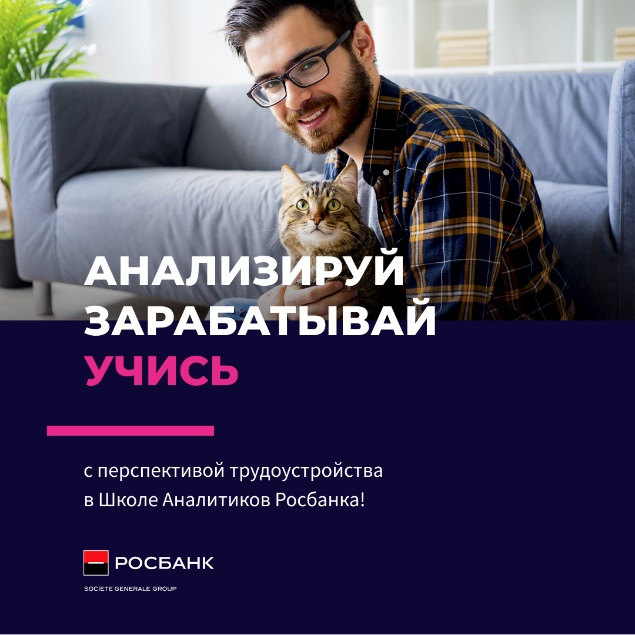 АНАЛИЗИРУЙ
ЗАРАБАТЫВАЙ
УЧИСЬ
с перспективой трудоустройства
в Школе Аналитиков Росбанка!
РОСБАНК
SOCIETE GENERALE GROUP